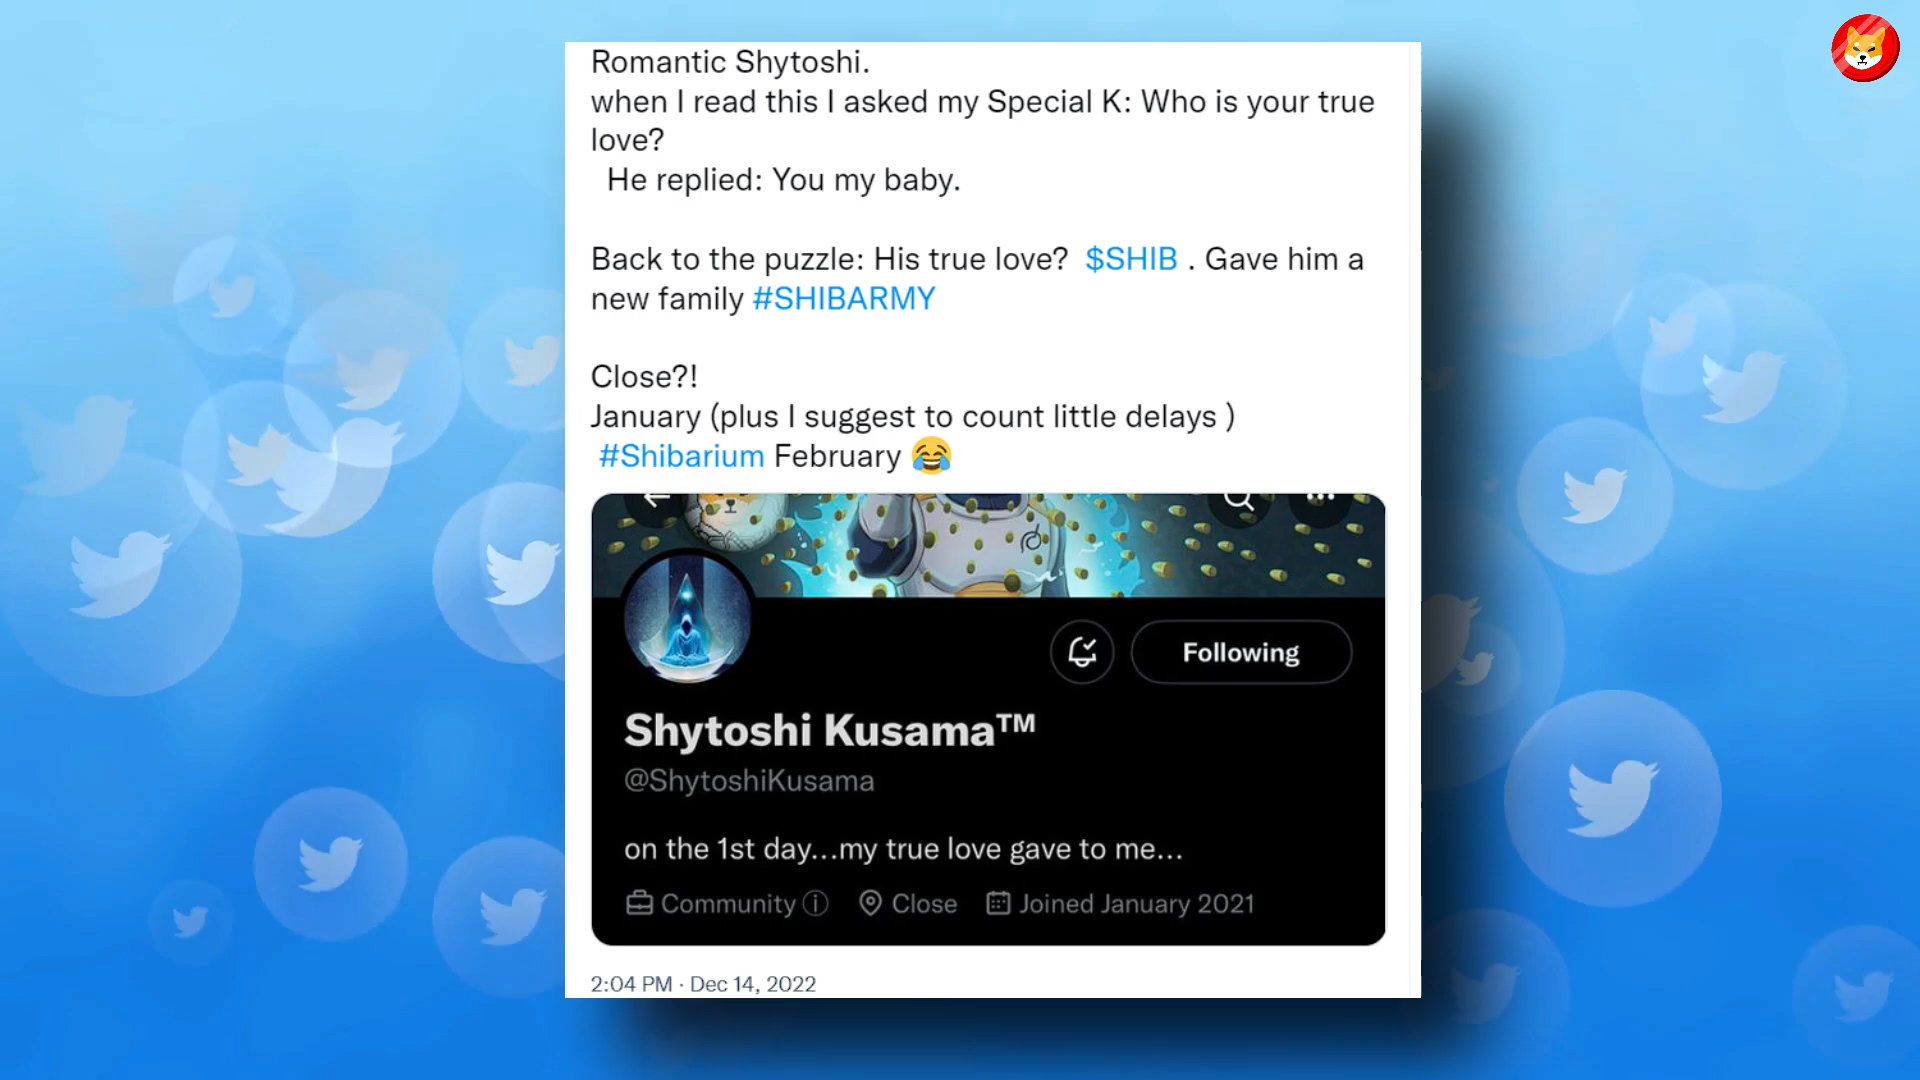 Romantic Shytoshi.
when I read this I asked my Special K: Who is your true
love?
He replied: You my baby.
Back to the puzzle: His true love? $SHIB . Gave him a
new family #SHIBARMY
Close?!
January (plus I suggest to count little delays )
#Shibarium February 😂
Following
Shytoshi Kusama™
@ShytoshiKusama
on the 1st day...my true love gave to me...
Community Close Joined January 2021
2:04 PM · Dec 14, 2022